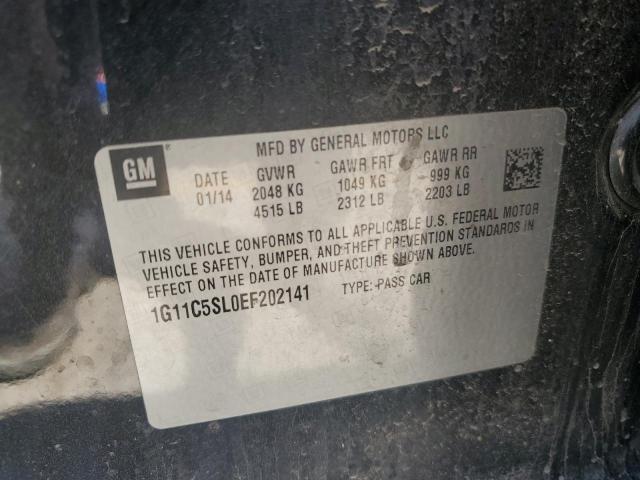 MFD BY GENERAL MOTORS LLC
GM
DATE GVWR GAWR FRT GAWR RR
01/14 2048 KG 1049 KG 999 KG
4515 LB 2312 LB 2203 LB
THIS VEHICLE CONFORMS TO ALL APPLICABLE U.S. FEDERAL MOTOR
VEHICLE SAFETY, BUMPER, AND THEFT PREVENTION STANDARDS IN
EFFECT ON THE DATE OF MANUFACTURE SHOWN ABOVE.
1G11C5SL0EF202141 TYPE: PASS CAR